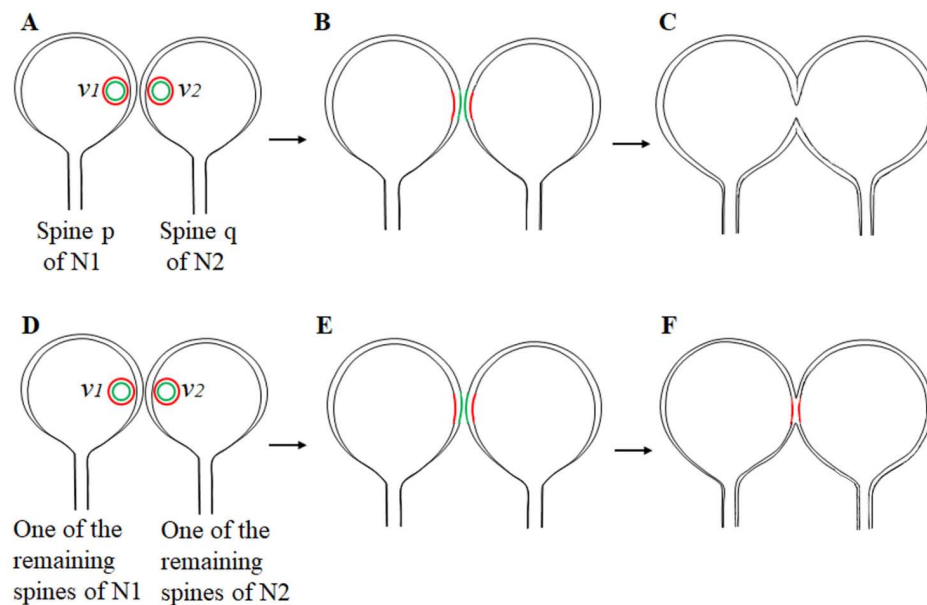 A
B
C
v1
v2
Spine p
of N1
Spine q
of N2
D
E
F
v1
v2
One of the
remaining
spines of N1
One of the
remaining
spines of N2